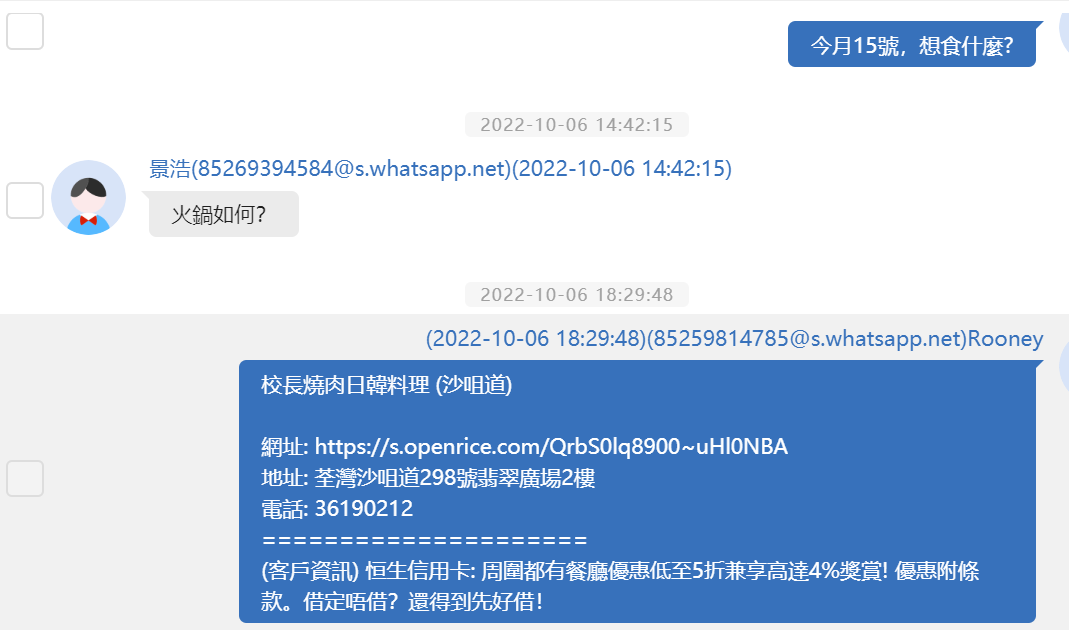 今月15號，想食什麼?
2022-10-06 14:42:15
景浩(85269394584@s.whatsapp.net)(2022-10-06 14:42:15)
火鍋如何?
2022-10-06 18:29:48
(2022-10-06 18:29:48)(85259814785@s.whatsapp.net)Rooney
校長燒肉日韓料理 (沙咀道)
網址: https://s.openrice.com/QrbS0lq8900~uHl0NBA
地址: 荃灣沙咀道298號翡翠廣場2樓
電話: 36190212
=====================
(客戶資訊) 恒生信用卡: 周圍都有餐廳優惠低至5折兼享高達4%獎賞! 優惠附條
款。借定唔借？還得到先好借!